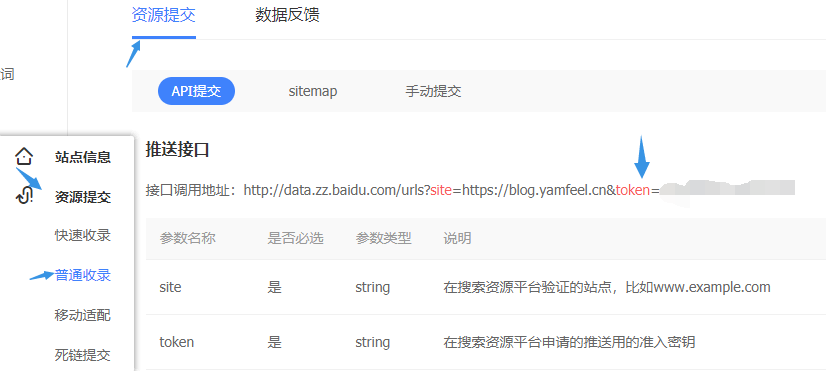 资源提交 数据反馈
词
API提交 sitemap 手动提交
站点信息
资源提交
快速收录
普通收录
移动适配
死链提交
推送接口
接口调用地址：http://data.zz.baidu.com/urls?site=https://blog.yamfeel.cn&token=
参数名称 是否必选 参数类型 说明
site 是 string 在搜索资源平台验证的站点，比如www.example.com
token 是 string 在搜索资源平台申请的推送用的准入密钥